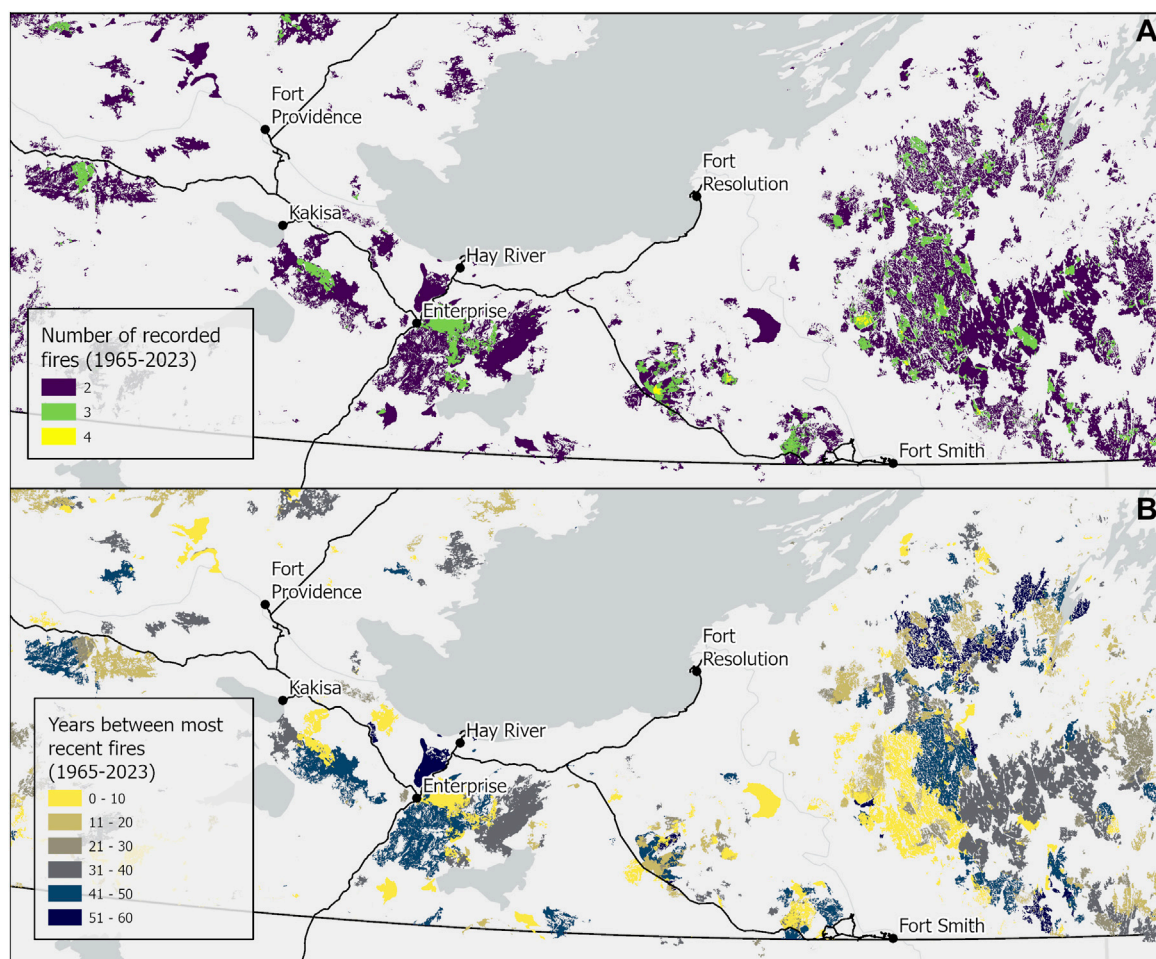 A
Fort
Providence
Fort
Resolution
Kakisa
Hay River
Enterprise
Number of recorded
fires (1965-2023)
2
3
4
Fort Smith
B
Fort
Providence
Fort
Resolution
Kakisa
Hay River
Years between most
recent fires
(1965-2023)
0 - 10
11 - 20
21 - 30
31 - 40
41 - 50
51 - 60
Enterprise
Fort Smith